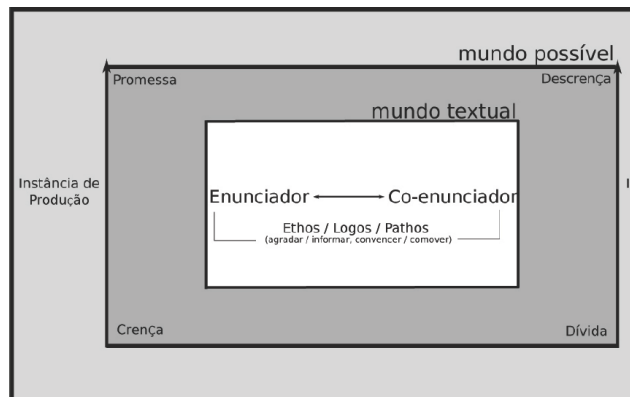 mundo possível
Promessa
Descrença
mundo textual
Instância de
Produção
Enunciador
Co-enunciador
Ethos / Logos / Pathos
(agradar / informar, convencer / comover)
Crença
Dívida